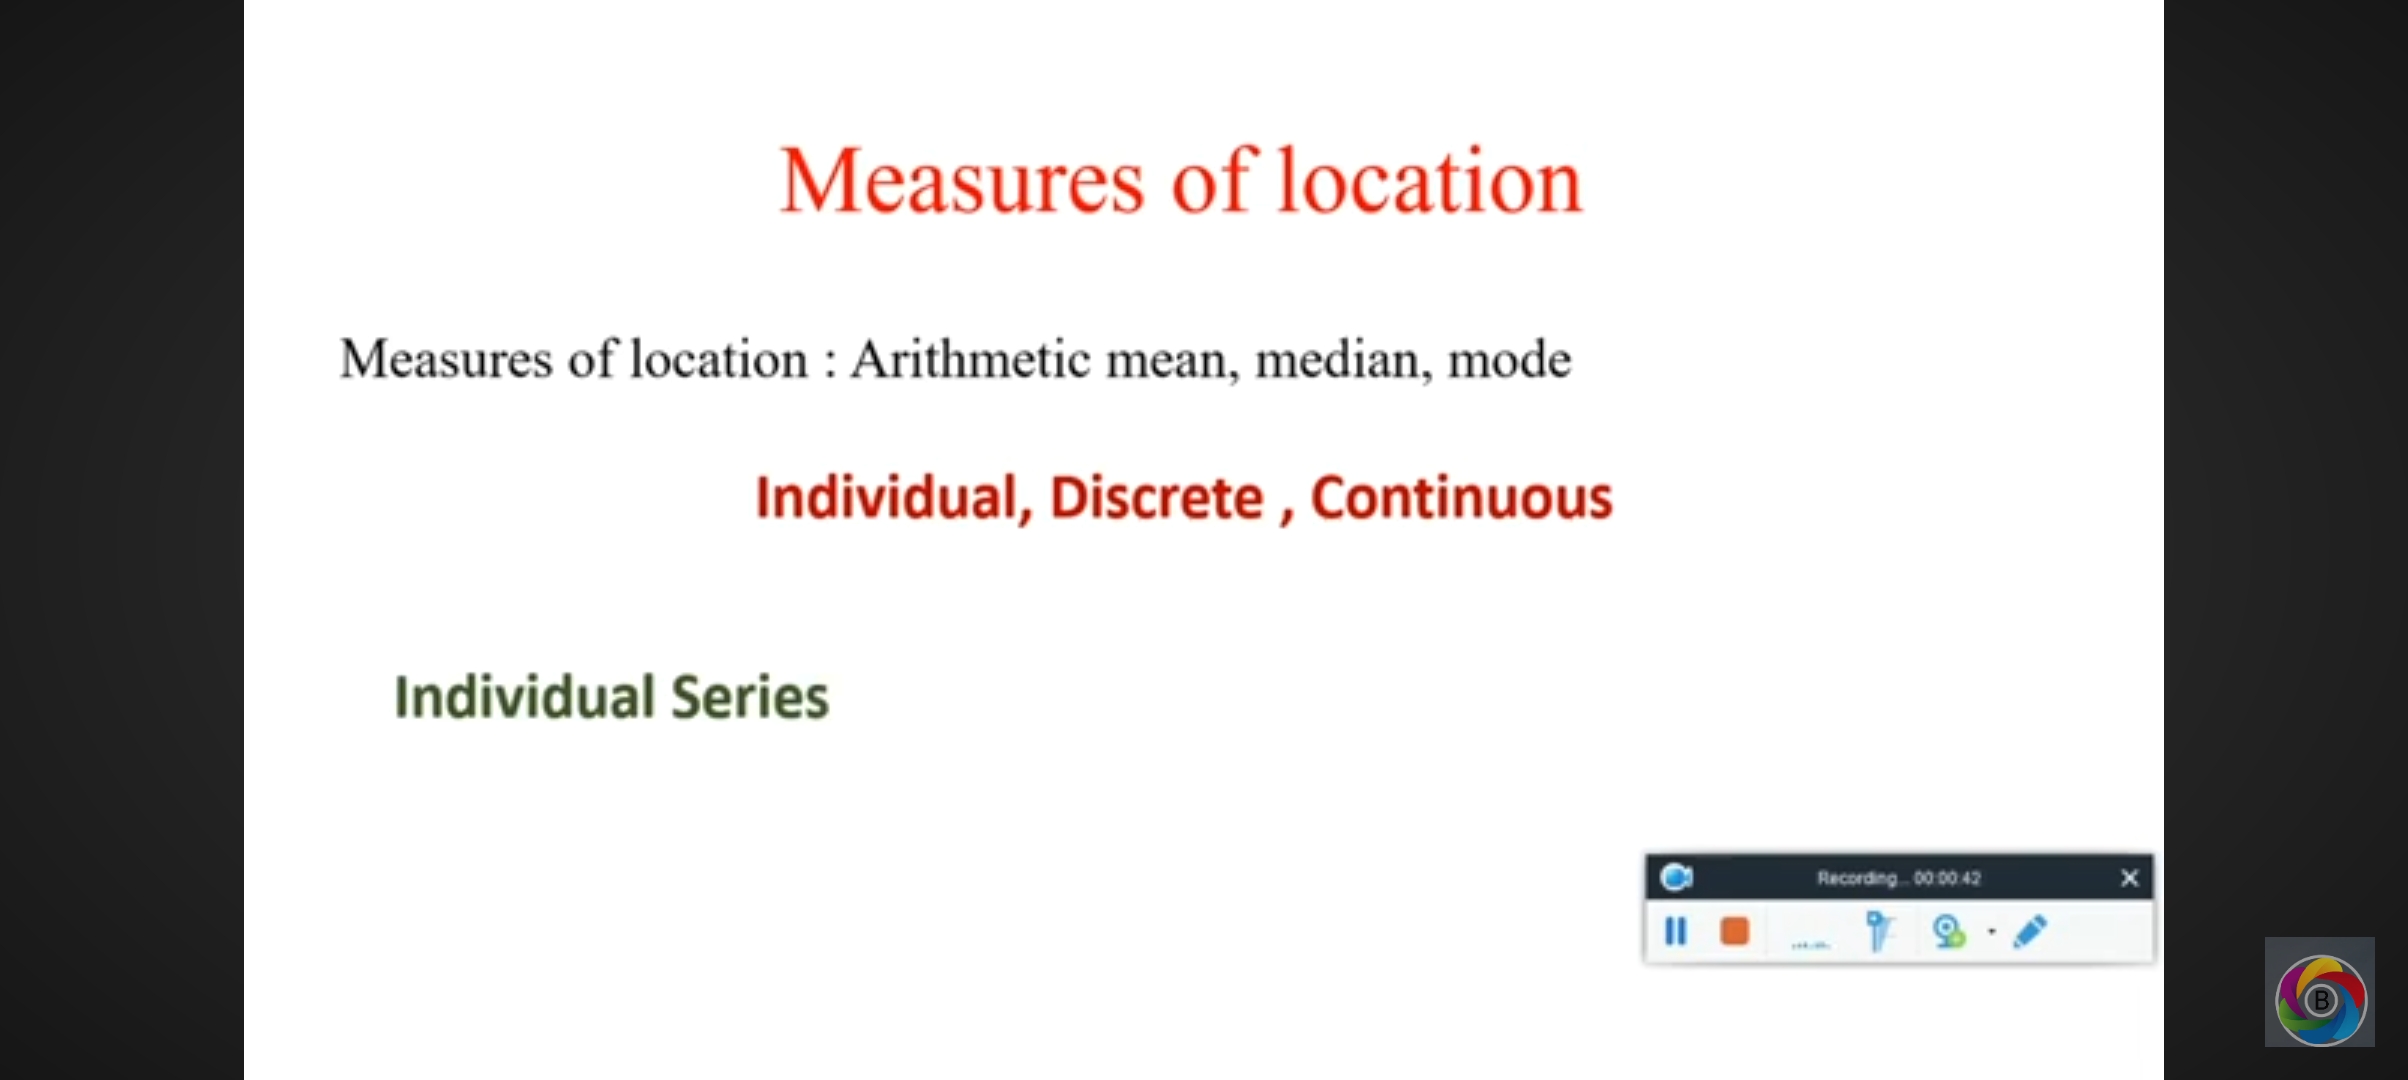 Measures of location
Measures of location : Arithmetic mean, median, mode
Individual, Discrete , Continuous
Individual Series
Recording... 00:00:42
B